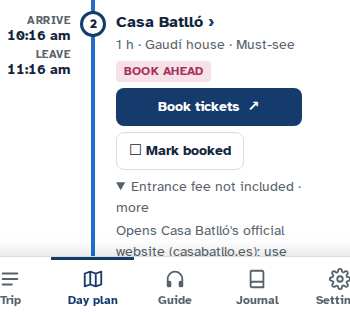 ARRIVE
10:16 am
LEAVE
11:16 am
2
Casa Batlló ›
1 h · Gaudí house · Must-see
BOOK AHEAD
Book tickets ↗
☐ Mark booked
▼ Entrance fee not included ·
more
Opens Casa Batlló's official
website (casabatllo.es); use
Trip
Day plan
Guide
Journal
Settin